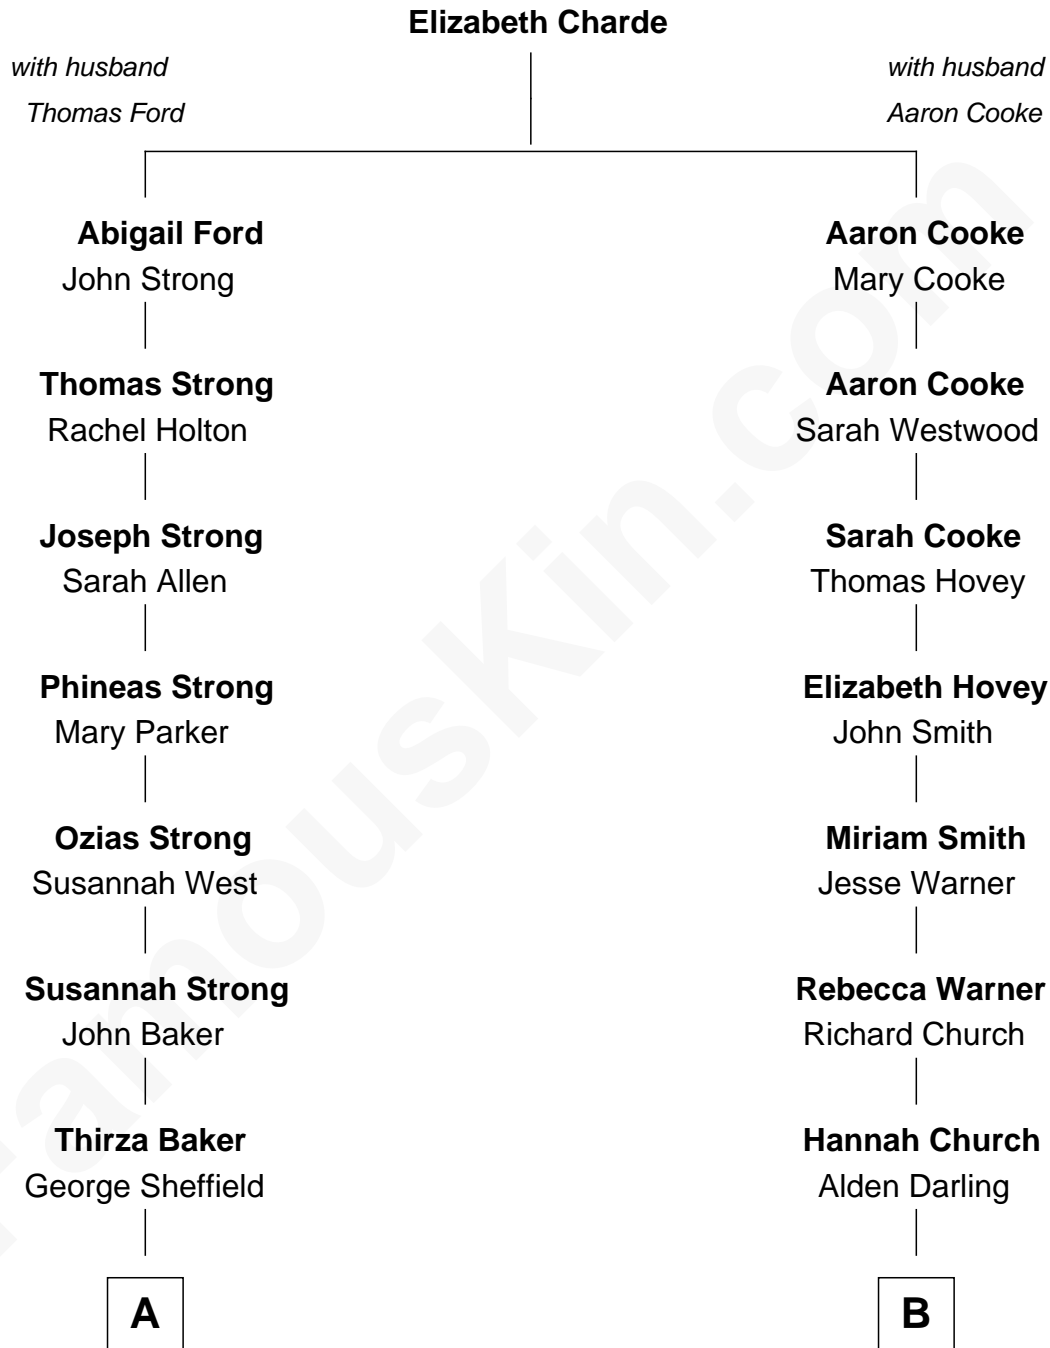 Elizabeth Charde
with husband
Thomas Ford
with husband
Aaron Cooke
Abigail Ford
John Strong
Aaron Cooke
Mary Cooke
Thomas Strong
Rachel Holton
Aaron Cooke
Sarah Westwood
Joseph Strong
Sarah Allen
Sarah Cooke
Thomas Hovey
Phineas Strong
Mary Parker
Elizabeth Hovey
John Smith
Ozias Strong
Susannah West
Miriam Smith
Jesse Warner
Susannah Strong
John Baker
Rebecca Warner
Richard Church
Thirza Baker
George Sheffield
Hannah Church
Alden Darling
A
B
FamousKin.com